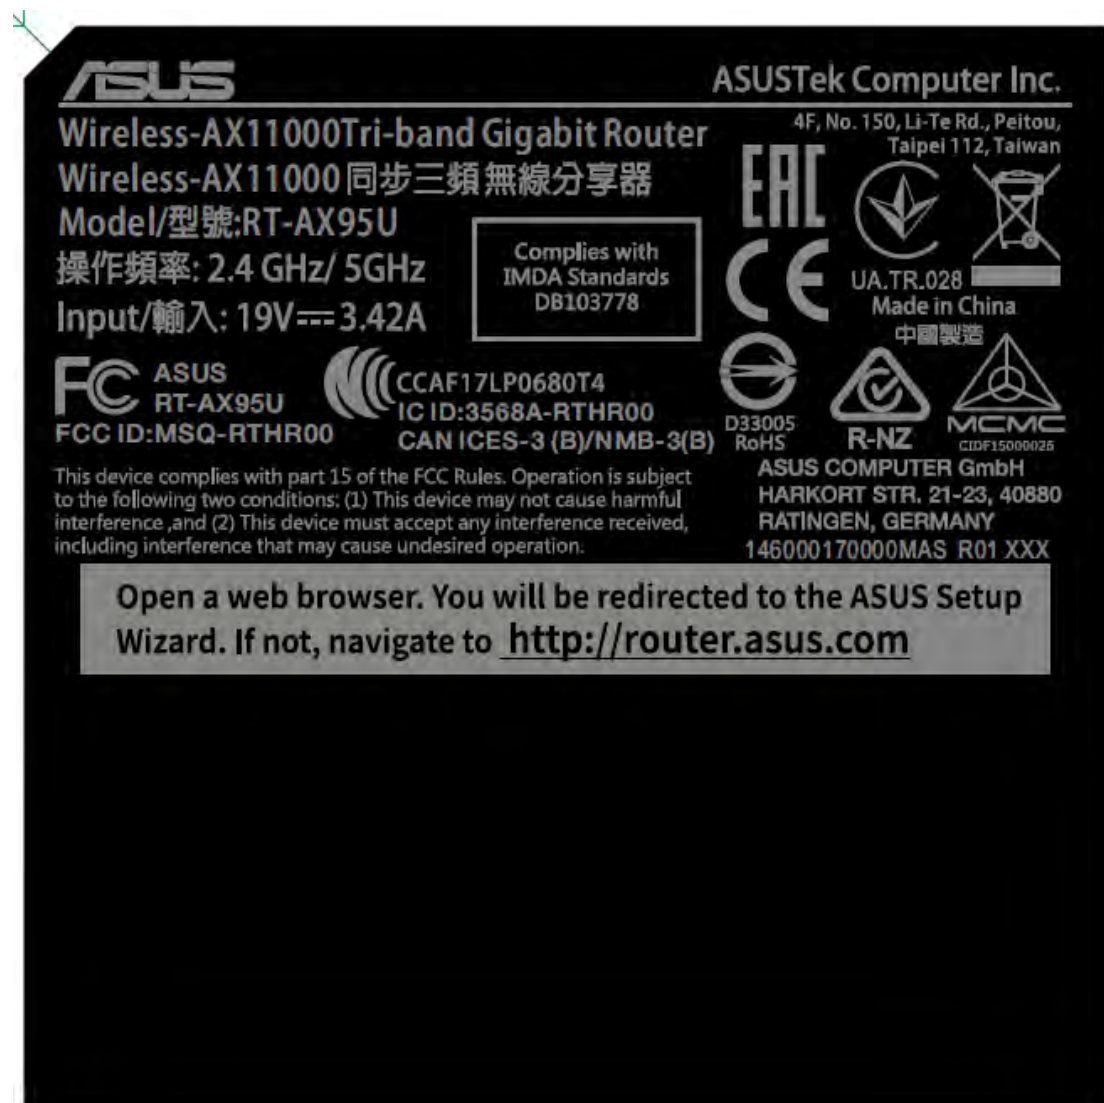 ASUS
ASUSTek Computer Inc.
4F, No. 150, Li-Te Rd., Peitou,
Taipei 112, Taiwan
Wireless-AX11000Tri-band Gigabit Router
Wireless-AX11000 同步三頻 無線分享器
Model/型號:RT-AX95U
操作頻率: 2.4 GHz/ 5GHz
Input/輸入: 19V⎓3.42A
Complies with
IMDA Standards
DB103778
EAC
CE
UA.TR.028
Made in China
中國製造
FC ASUS
RT-AX95U
FCC ID:MSQ-RTHR00
CCAF17LP0680T4
IC ID:3568A-RTHR00
CAN ICES-3 (B)/NMB-3(B)
D33005
RoHS
R-NZ
MCMC
CIDF15000026
This device complies with part 15 of the FCC Rules. Operation is subject
to the following two conditions: (1) This device may not cause harmful
interference ,and (2) This device must accept any interference received,
including interference that may cause undesired operation.
ASUS COMPUTER GmbH
HARKORT STR. 21-23, 40880
RATINGEN, GERMANY
146000170000MAS R01 XXX
Open a web browser. You will be redirected to the ASUS Setup
Wizard. If not, navigate to http://router.asus.com